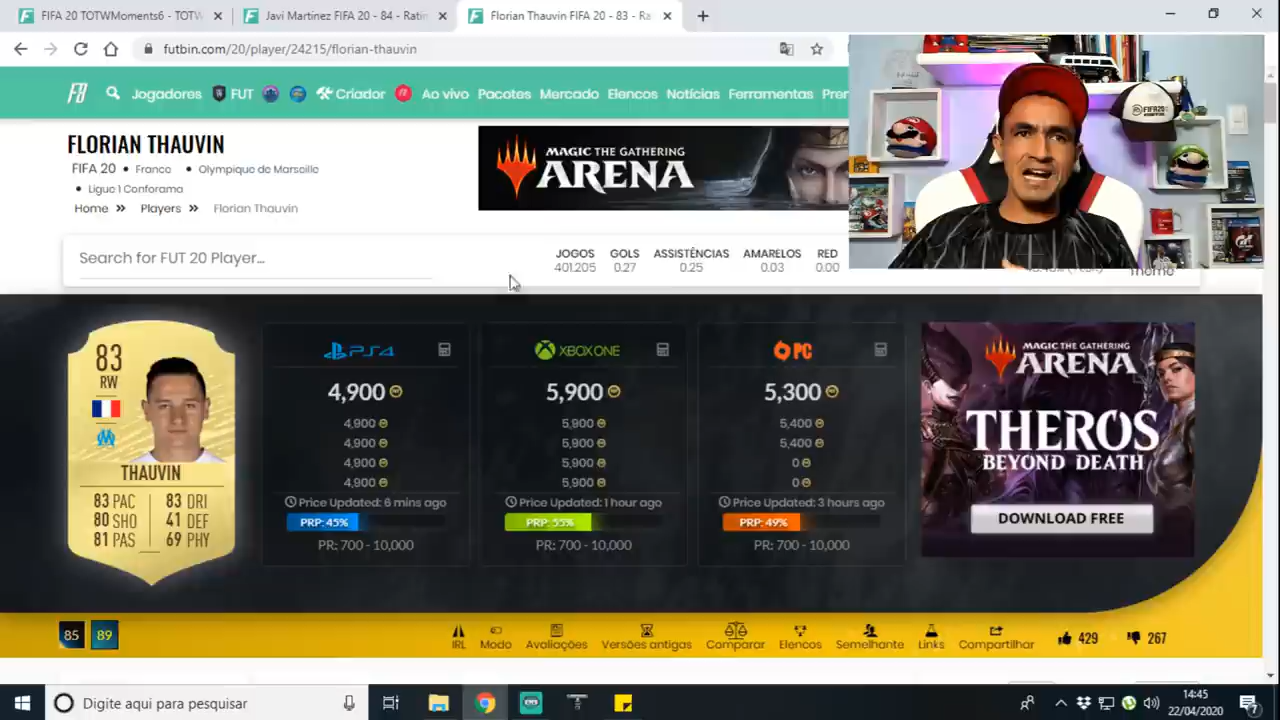 FIFA 20 TOTWMoments6 - TOTW
Javi Martinez FIFA 20 - 84 - Ratin
Florian Thauvin FIFA 20 - 83 - Ra
futbin.com/20/player/24215/florian-thauvin
Jogadores FUT Criador Ao vivo Pacotes Mercado Elencos Notícias Ferramentas Prer
FLORIAN THAUVIN
FIFA 20 • France • Olympique de Marseille
• Ligue 1 Conforama
Home » Players » Florian Thauvin
MAGIC THE GATHERING
ARENA
Search for FUT 20 Player...
JOGOS GOLS ASSISTÊNCIAS AMARELOS RED
401.205 0.27 0.25 0.03 0.00
Theme
83
RW
THAUVIN
83 PAC 83 DRI
80 SHO 41 DEF
81 PAS 69 PHY
PS4
4,900
4,900
4,900
4,900
4,900
Price Updated: 6 mins ago
PRP: 45%
PR: 700 - 10,000
XBOX ONE
5,900
5,900
5,900
5,900
5,900
Price Updated: 1 hour ago
PRP: 55%
PR: 700 - 10,000
PC
5,300
5,400
5,400
0
0
Price Updated: 3 hours ago
PRP: 49%
PR: 700 - 10,000
MAGIC THE GATHERING
ARENA
THEROS
BEYOND DEATH
DOWNLOAD FREE
85 89
IRL Modo Avaliações Versões antigas Comparar Elencos Semelhante Links Compartilhar 429 267
Digite aqui para pesquisar
14:45
22/04/2020
7